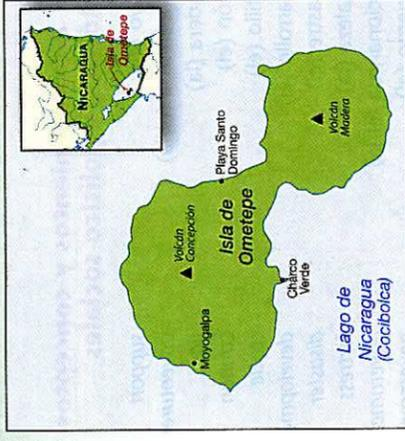 NICARAGUA
Isla de
Ometepe
Playa Santo
Domingo
Volcán
Concepción
Isla de
Ometepe
Moyogalpa
Volcán
Madera
Charco
Verde
Lago de
Nicaragua
(Cocibolca)